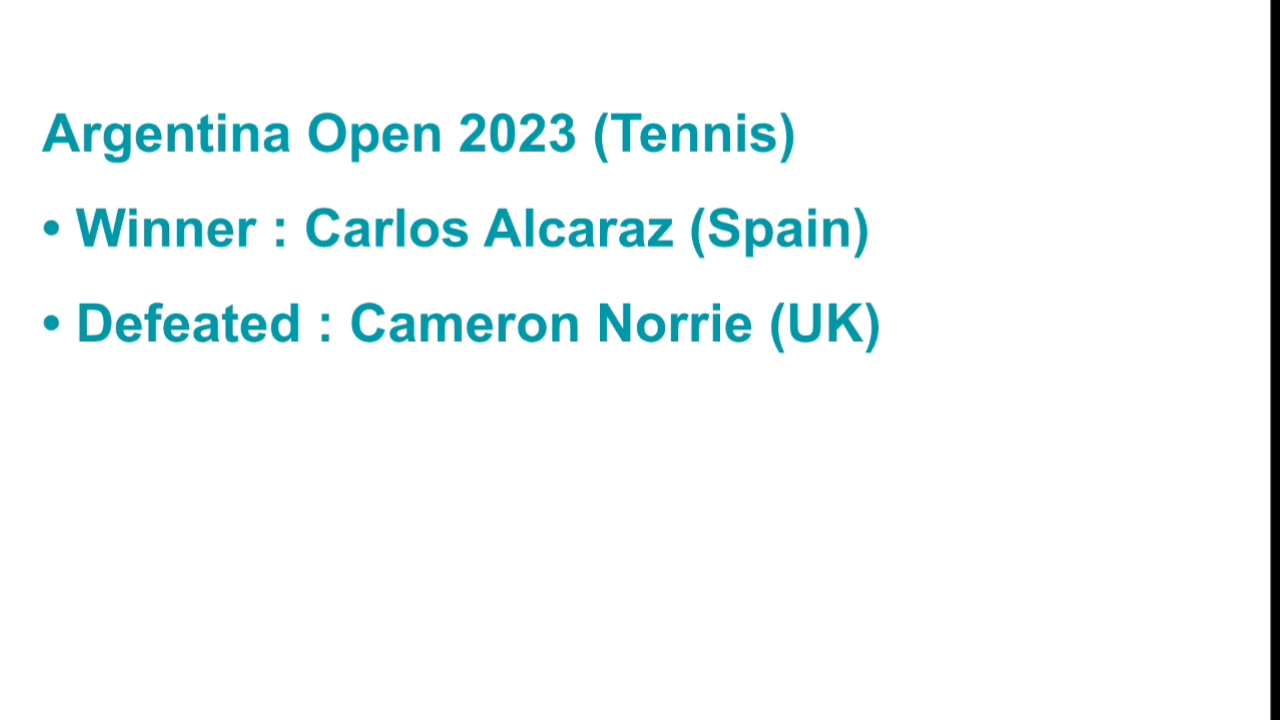 Argentina Open 2023 (Tennis)
• Winner : Carlos Alcaraz (Spain)
• Defeated : Cameron Norrie (UK)